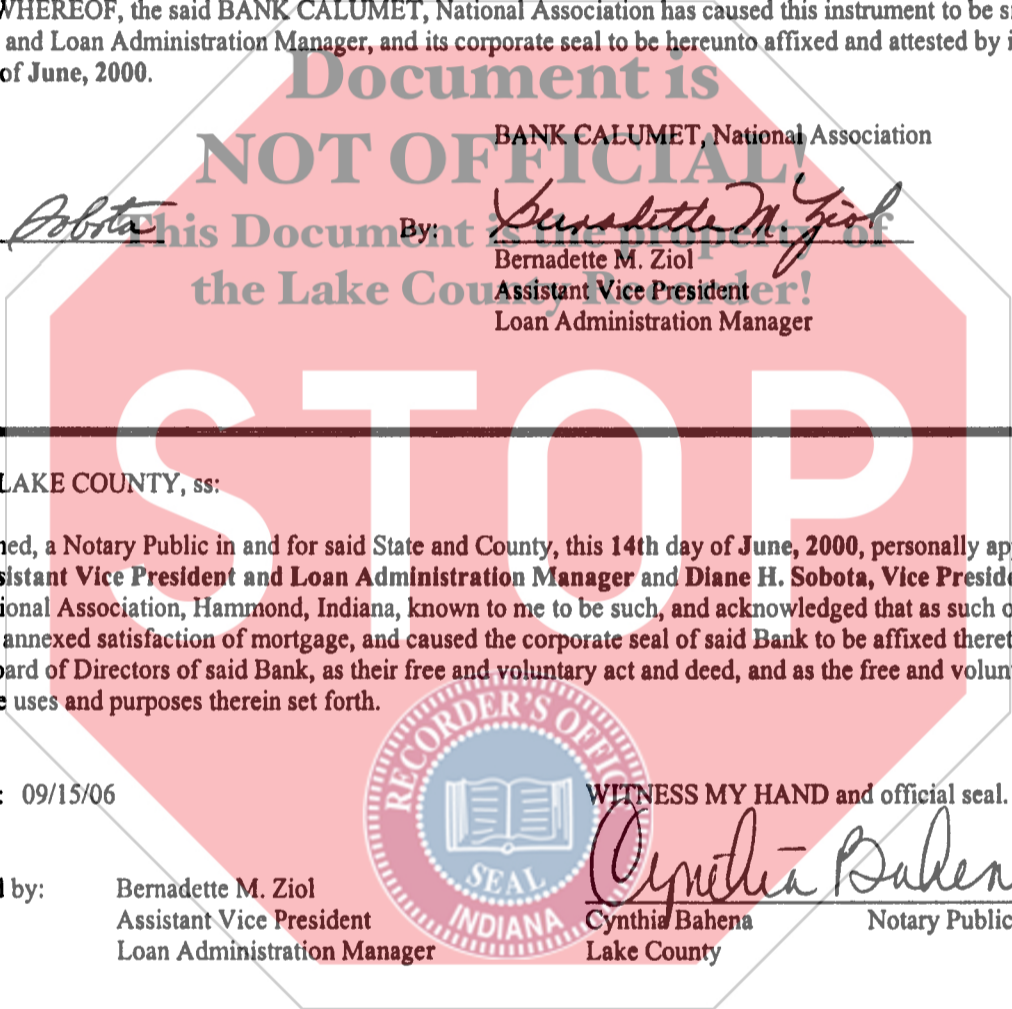 WHEREOF, the said BANK CALUMET, National Association has caused this instrument to be
and Loan Administration Manager, and its corporate seal to be hereunto affixed and attested by
of June, 2000.
Document is
NOT OFFICIAL!
This Document is the property of
the Lake County Recorder!
BANK CALUMET, National Association
Sobota
By: Bernadette M. Ziol
Bernadette M. Ziol
Assistant Vice President
Loan Administration Manager
STOP
LAKE COUNTY, ss:
a Notary Public in and for said State and County, this 14th day of June, 2000, personally
Vice President and Loan Administration Manager and Diane H. Sobota, Vice
Association, Hammond, Indiana, known to me to be such, and acknowledged that as such
annexed satisfaction of mortgage, and caused the corporate seal of said Bank to be affixed
of Directors of said Bank, as their free and voluntary act and deed, and as the free and
uses and purposes therein set forth.
: 09/15/06
WITNESS MY HAND and official seal.
Cynthia Bahena
by: Bernadette M. Ziol
Assistant Vice President
Loan Administration Manager
Cynthia Bahena Notary Public
Lake County
RECORDER'S OFFICE
SEAL
INDIANA